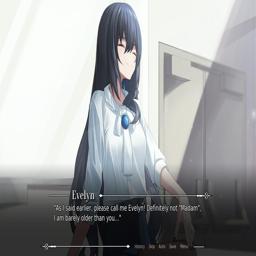 Evelyn
"As I said earlier, please call me Evelyn! Definitely not "Madam",
I am barely older than you..."
History Skip Auto Save Menu